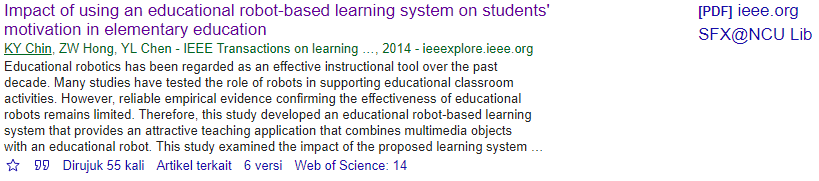 Impact of using an educational robot-based learning system on students'
motivation in elementary education
KY Chin, ZW Hong, YL Chen - IEEE Transactions on learning …, 2014 - ieeexplore.ieee.org
Educational robotics has been regarded as an effective instructional tool over the past
decade. Many studies have tested the role of robots in supporting educational classroom
activities. However, reliable empirical evidence confirming the effectiveness of educational
robots remains limited. Therefore, this study developed an educational robot-based learning
system that provides an attractive teaching application that combines multimedia objects
with an educational robot. This study examined the impact of the proposed learning system …
Dirujuk 55 kali Artikel terkait 6 versi Web of Science: 14
[PDF] ieee.org
SFX@NCU Lib